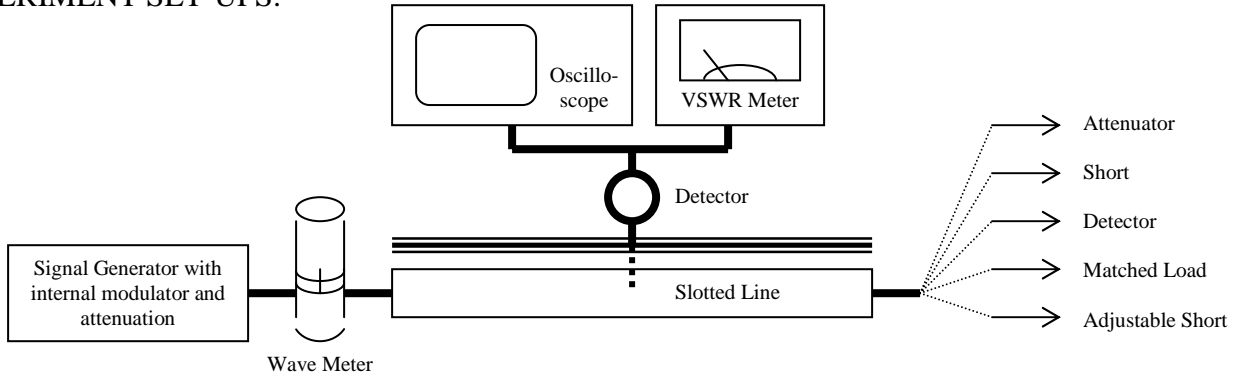 ERIMENT SET-UPS:
Oscillo-
scope
VSWR Meter
Detector
Signal Generator with
internal modulator and
attenuation
Wave Meter
Slotted Line
Attenuator
Short
Detector
Matched Load
Adjustable Short